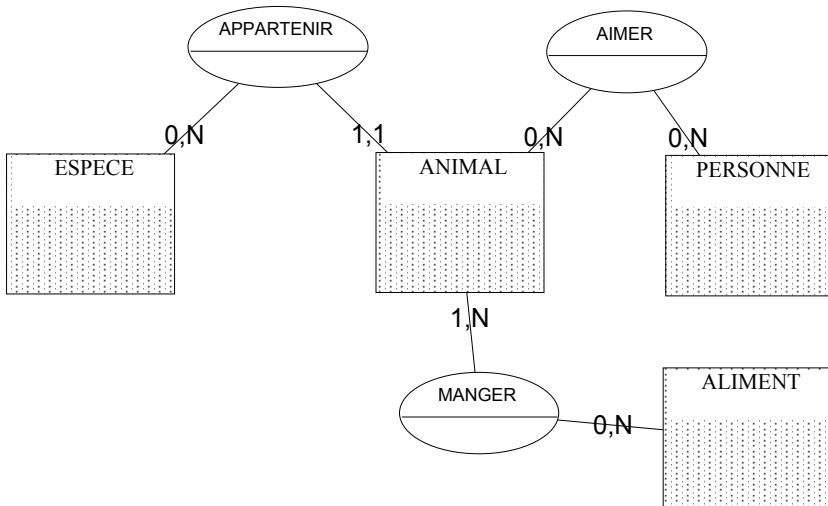 APPARTENIR
AIMER
0,N
1,1
0,N
0,N
ESPECE
ANIMAL
PERSONNE
1,N
MANGER
ALIMENT
0,N